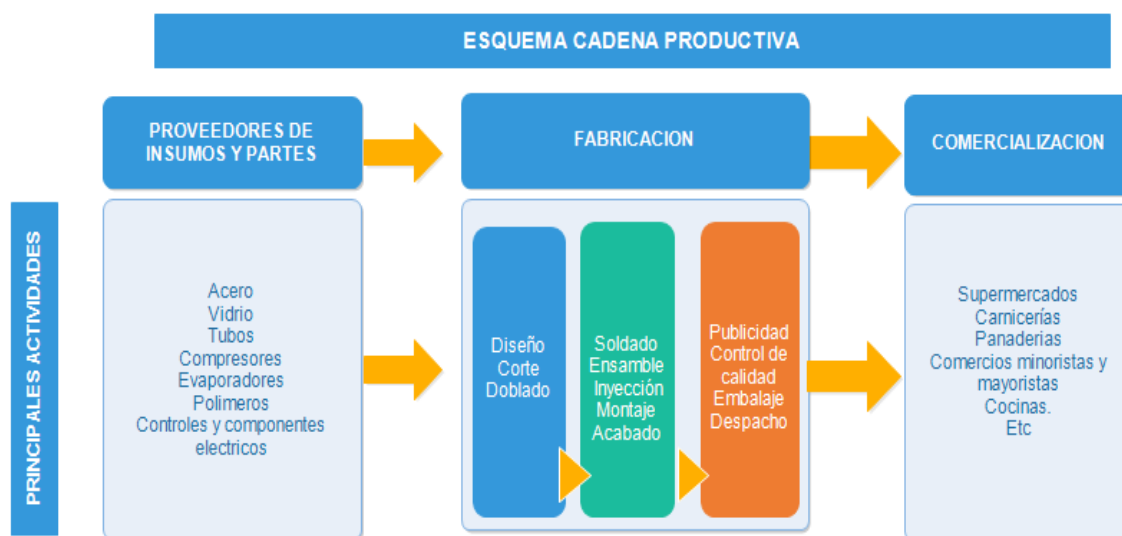 ESQUEMA CADENA PRODUCTIVA
PROVEEDORES DE
INSUMOS Y PARTES
FABRICACION
COMERCIALIZACION
PRINCIPALES ACTIVIDADES
Acero
Vidrio
Tubos
Compresores
Evaporadores
Polimeros
Controles y componentes
electricos
Diseño
Corte
Doblado
Soldado
Ensamble
Inyección
Montaje
Acabado
Publicidad
Control de
calidad
Embalaje
Despacho
Supermercados
Carnicerías
Panaderias
Comercios minoristas y
mayoristas
Cocinas.
Etc